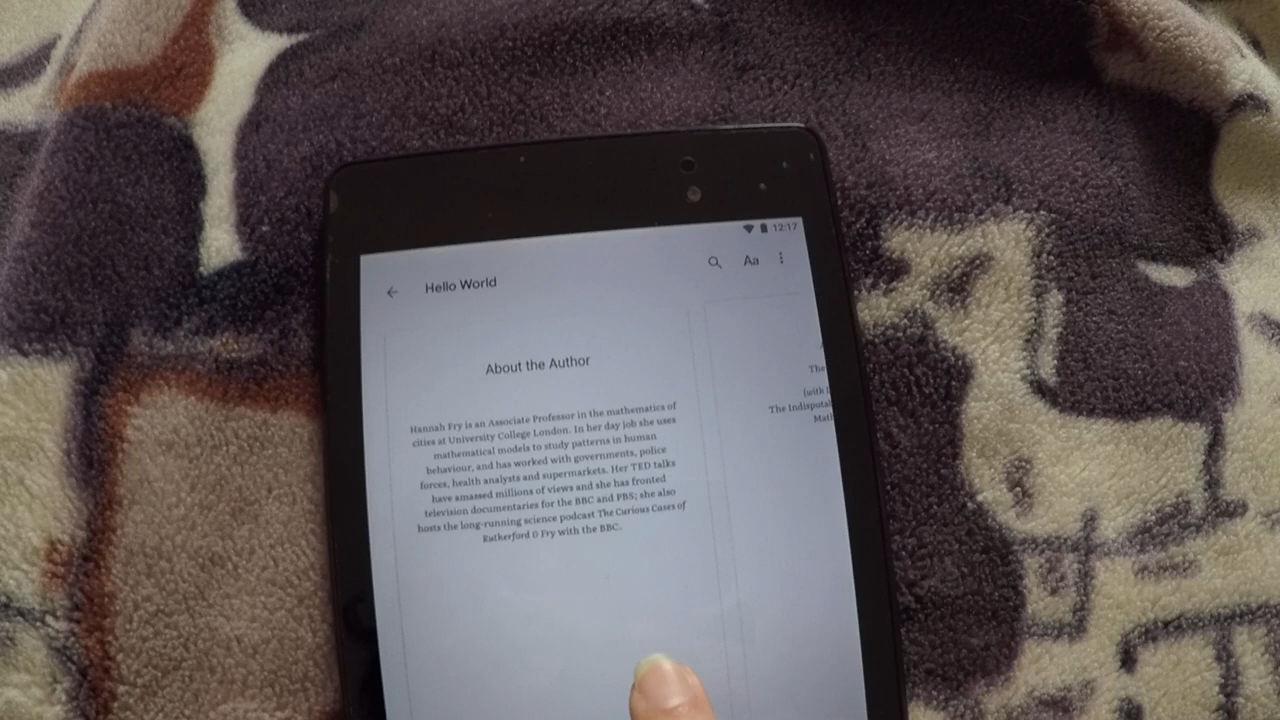 12:17
Hello World
Aa
About the Author
Hannah Fry is an Associate Professor in the mathematics of
cities at University College London. In her day job she uses
mathematical models to study patterns in human
behaviour, and has worked with governments, police
forces, health analysts and supermarkets. Her TED talks
have amassed millions of views and she has fronted
television documentaries for the BBC and PBS; she also
hosts the long-running science podcast The Curious Cases of
Rutherford & Fry with the BBC.
The
(with
The